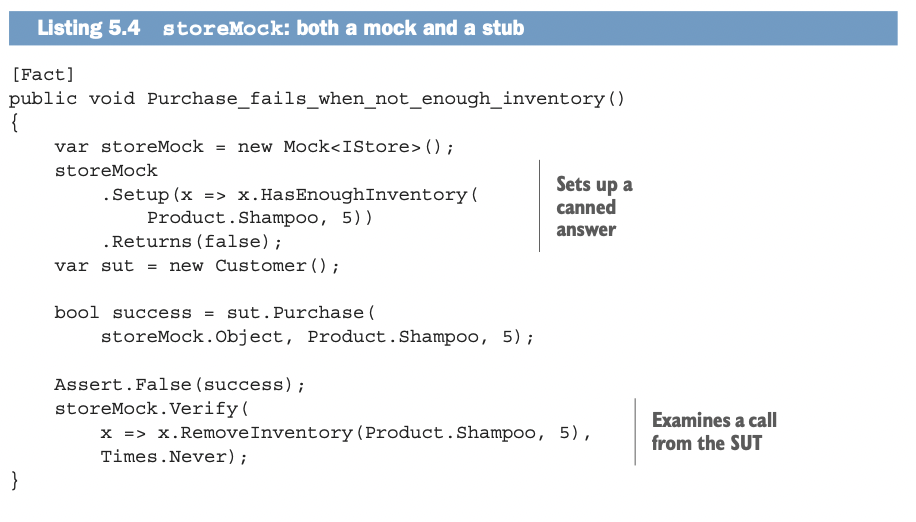 Listing 5.4 storeMock: both a mock and a stub
[Fact]
public void Purchase_fails_when_not_enough_inventory()
{
    var storeMock = new Mock<IStore>();
    storeMock
        .Setup(x => x.HasEnoughInventory(
            Product.Shampoo, 5))
        .Returns(false);
Sets up a
canned
answer
    var sut = new Customer();
    bool success = sut.Purchase(
        storeMock.Object, Product.Shampoo, 5);
    Assert.False(success);
    storeMock.Verify(
        x => x.RemoveInventory(Product.Shampoo, 5),
        Times.Never);
Examines a call
from the SUT
}